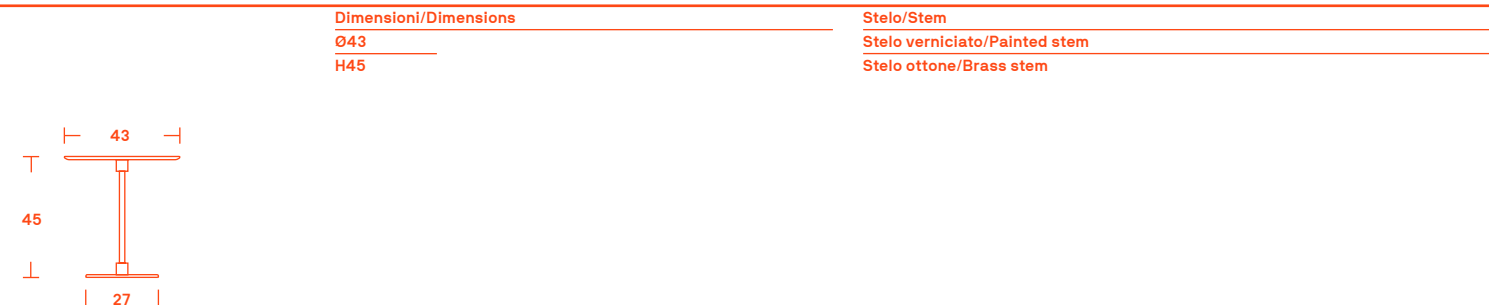 Dimensioni/Dimensions
Ø43
H45
Stelo/Stem
Stelo verniciato/Painted stem
Stelo ottone/Brass stem
43
45
27